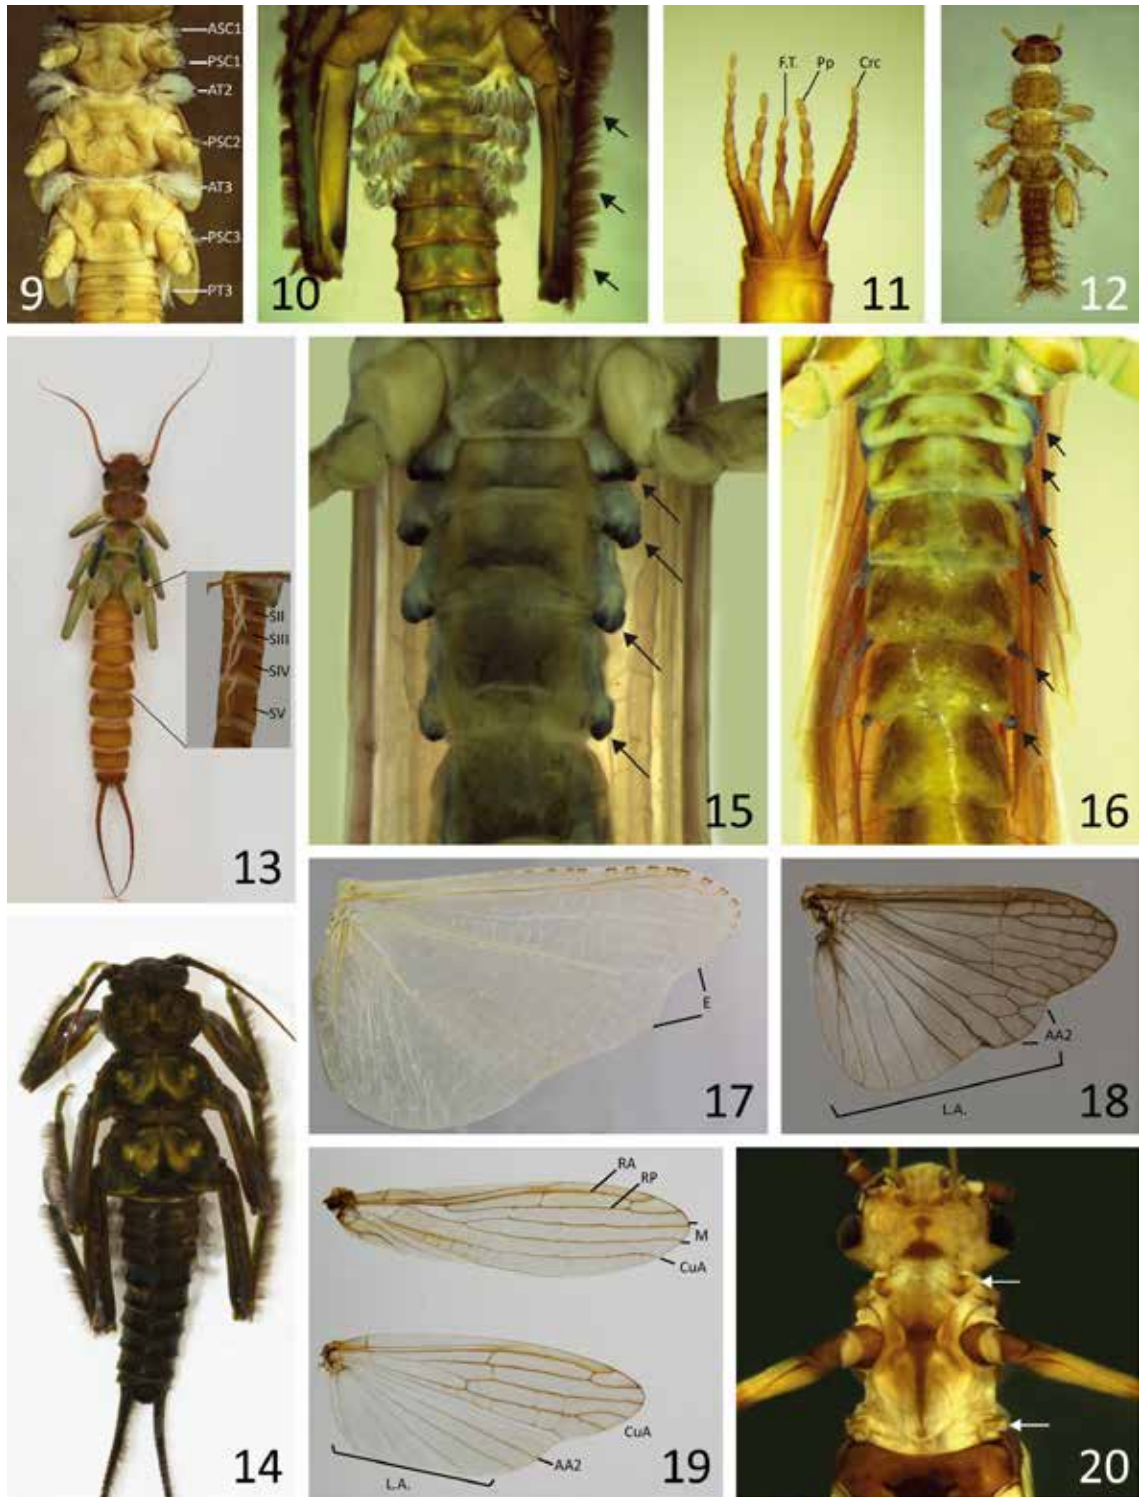 ASC1
PSC1
AT2
PSC2
AT3
PSC3
PT3
9
10
F.T.
Pp
Crc
11
12
SII
SIII
SIV
SV
13
15
16
14
E
17
AA2
L.A.
18
RA
RP
M
CuA
CuA
AA2
L.A.
19
20